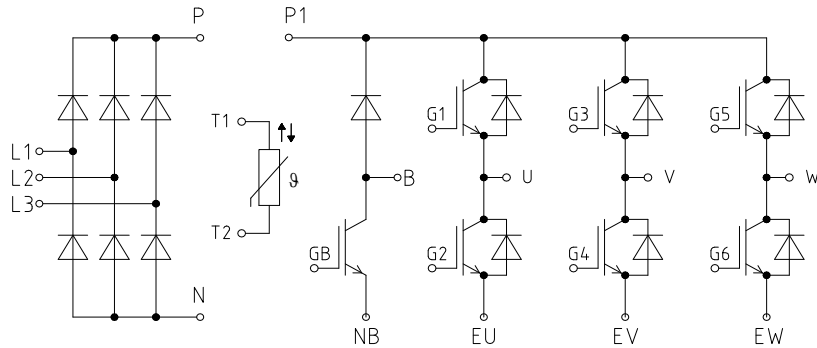 P P1
T1 G1 G3 G5
L1
L2 B U V W
L3 ϑ
T2 GB G2 G4 G6
N
NB EU EV EW